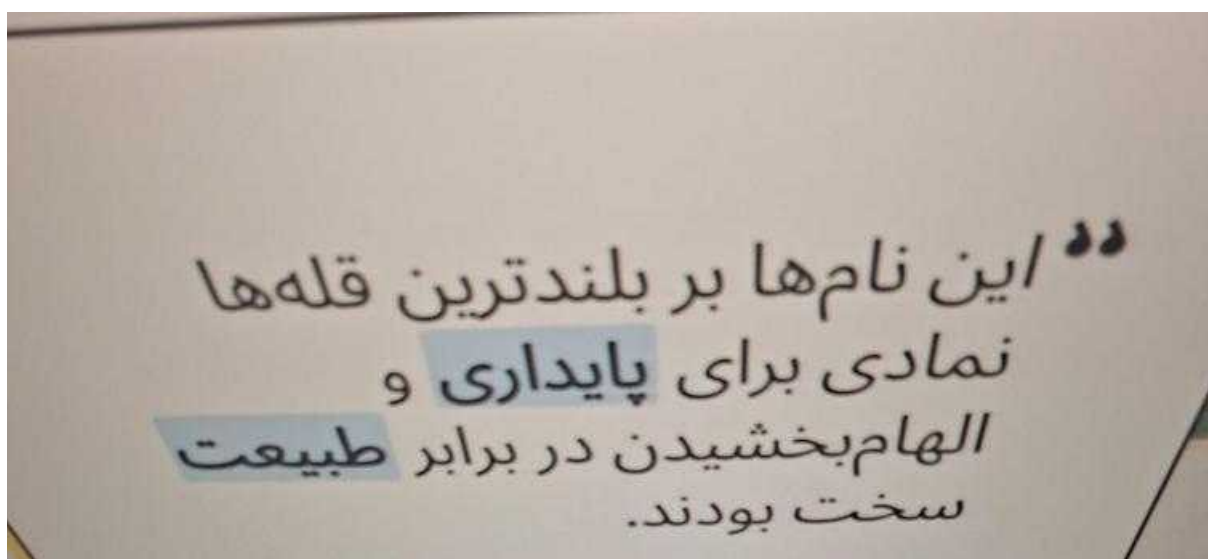 “این نام‌ها بر بلندترین قله‌ها
نمادی برای پایداری و
الهام‌بخشیدن در برابر طبیعت
سخت بودند.